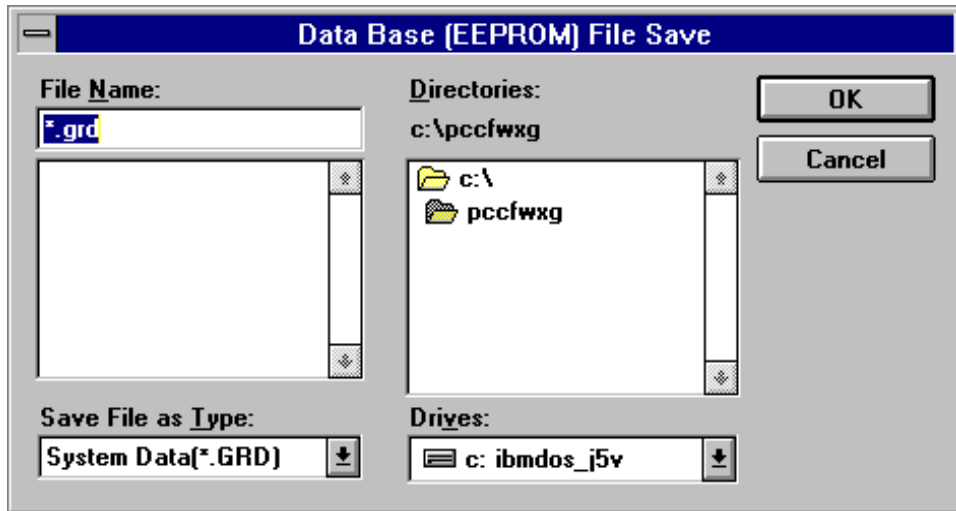 Data Base (EEPROM) File Save
File Name:
*.grd
Directories:
c:\pccfwxg
c:\
pccfwxg
OK
Cancel
Save File as Type:
System Data(*.GRD)
Drives:
c: ibmdos_j5v